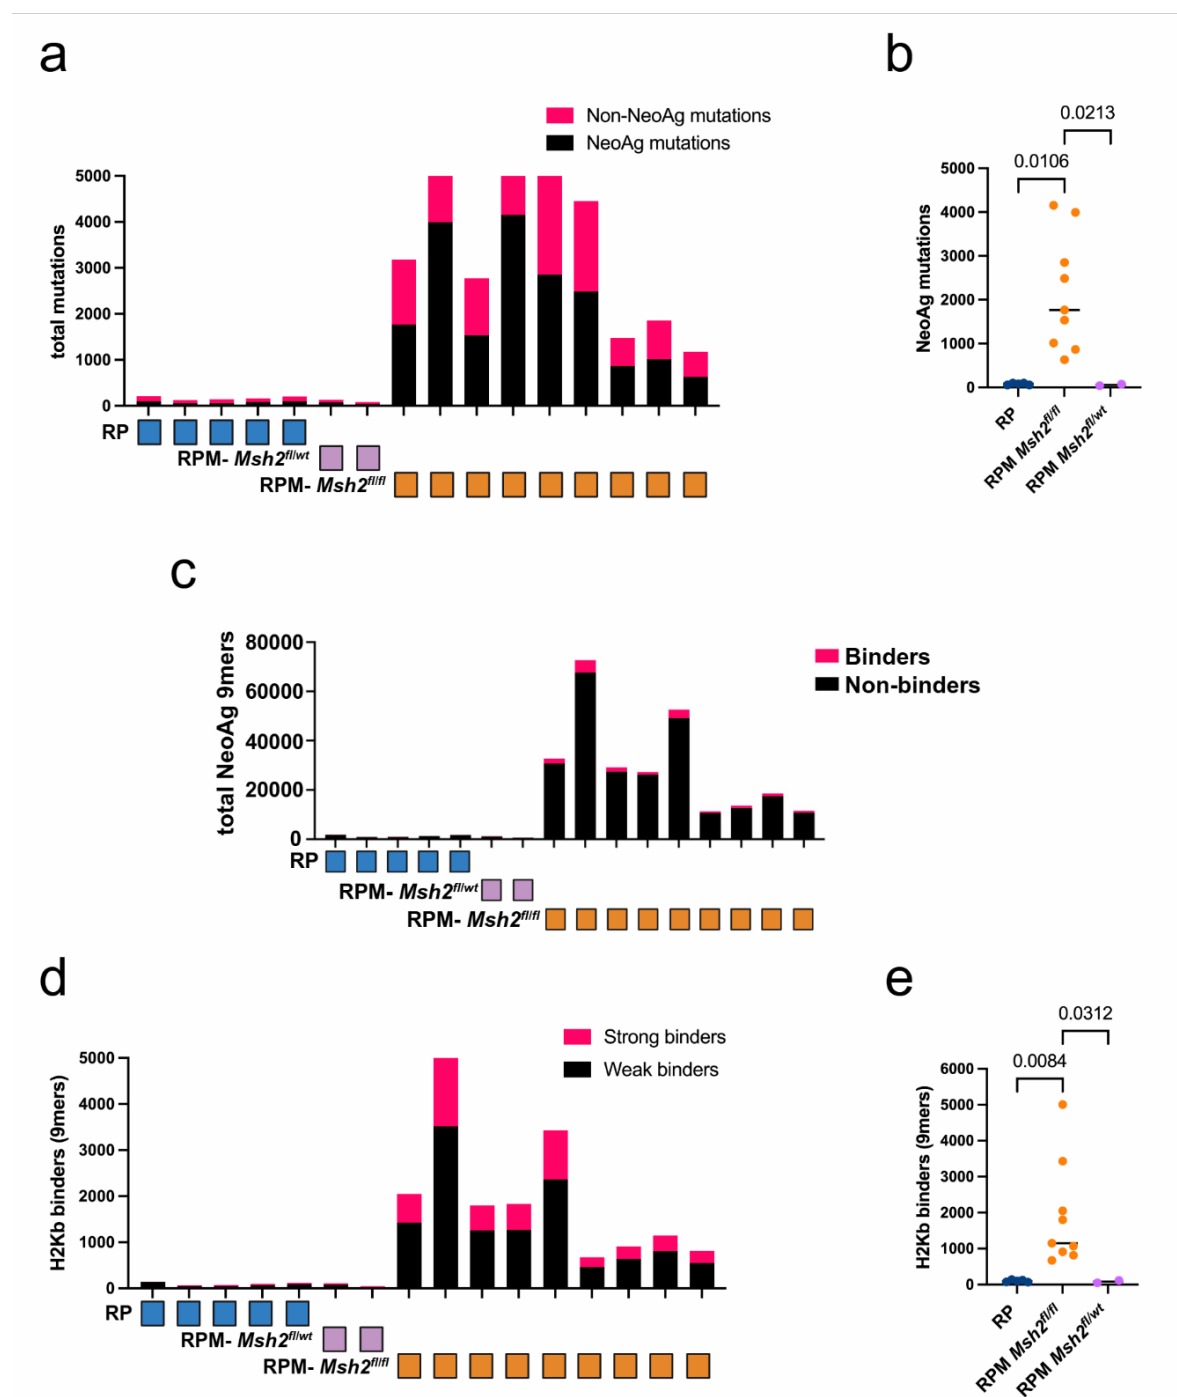 a
Non-NeoAg mutations
NeoAg mutations
total mutations
5000
4000
3000
2000
1000
0
RP
RPM- Msh2fl/wt
RPM- Msh2fl/fl
b
0.0213
0.0106
NeoAg mutations
5000
4000
3000
2000
1000
0
RP
RPM Msh2fl/fl
RPM Msh2fl/wt
c
Binders
Non-binders
total NeoAg 9mers
80000
60000
40000
20000
0
RP
RPM- Msh2fl/wt
RPM- Msh2fl/fl
d
Strong binders
Weak binders
H2Kb binders (9mers)
5000
4000
3000
2000
1000
0
RP
RPM- Msh2fl/wt
RPM- Msh2fl/fl
e
0.0312
0.0084
H2Kb binders (9mers)
6000
5000
4000
3000
2000
1000
0
RP
RPM Msh2fl/fl
RPM Msh2fl/wt